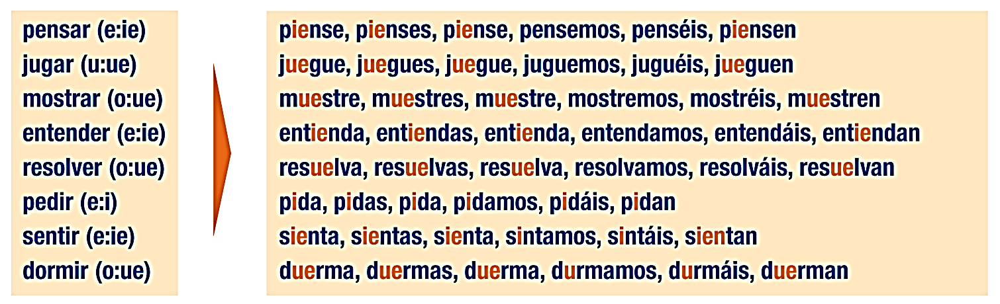 pensar (e:ie) piense, pienses, piense, pensemos, penséis, piensen
jugar (u:ue) juegue, juegues, juegue, juguemos, juguéis, jueguen
mostrar (o:ue) muestre, muestres, muestre, mostremos, mostréis, muestren
entender (e:ie) entienda, entiendas, entienda, entendamos, entendáis, entiendan
resolver (o:ue) resuelva, resuelvas, resuelva, resolvamos, resolváis, resuelvan
pedir (e:i) pida, pidas, pida, pidamos, pidáis, pidan
sentir (e:ie) sienta, sientas, sienta, sintamos, sintáis, sientan
dormir (o:ue) duerma, duermas, duerma, durmamos, durmáis, duerman